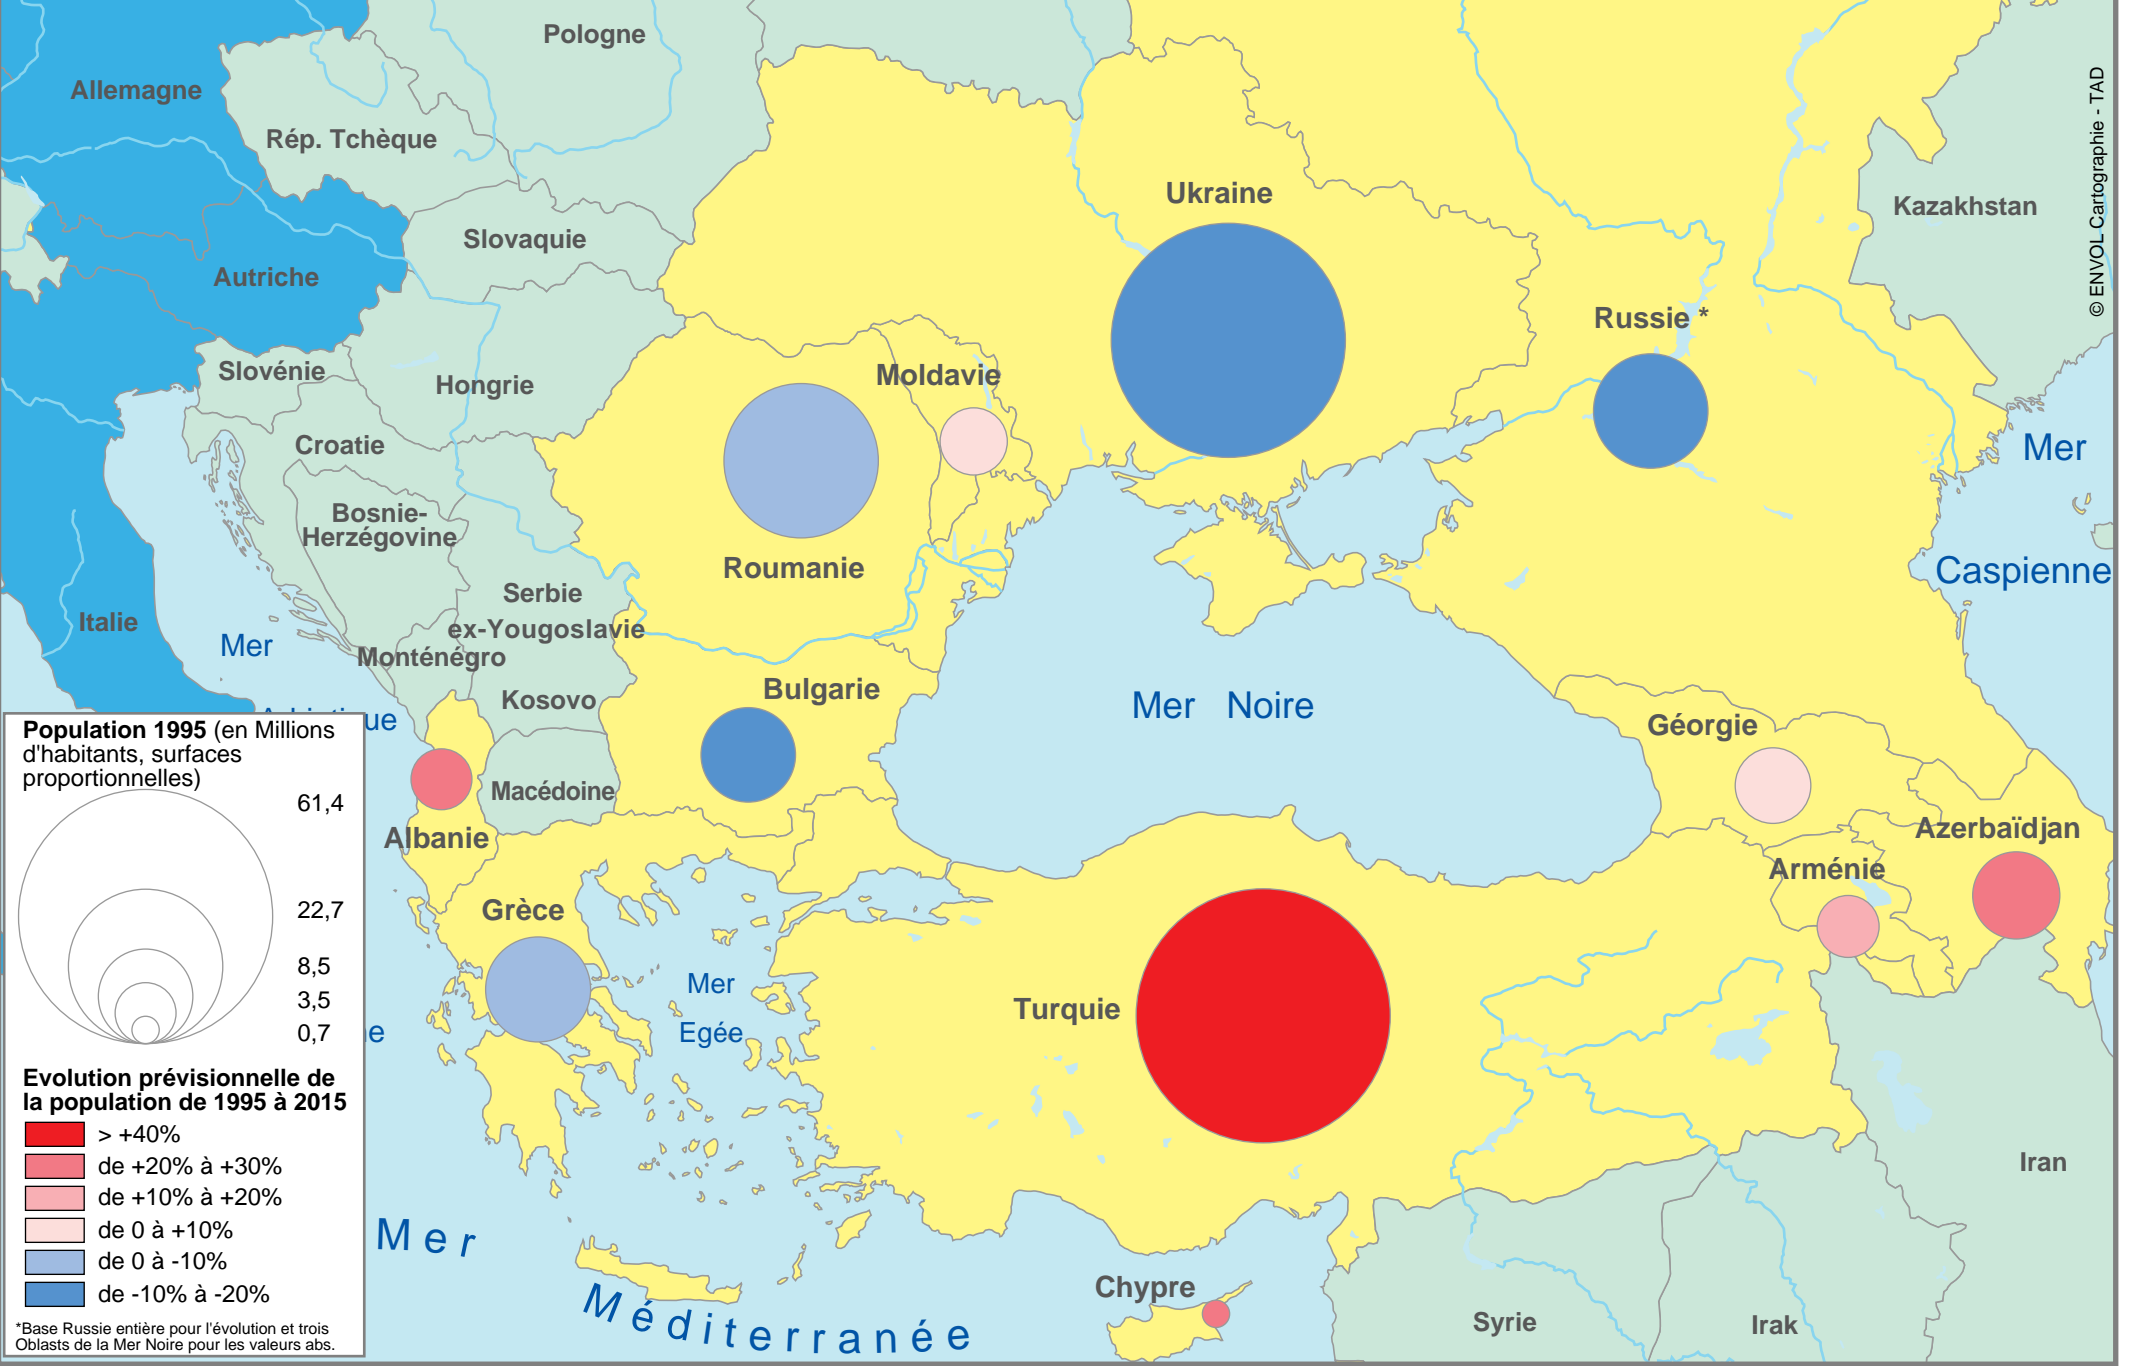 Pologne
Allemagne
Rép. Tchèque
© ENVOL Cartographie - TAD
Ukraine
Kazakhstan
Slovaquie
Autriche
Russie *
Slovénie
Hongrie
Moldavie
Croatie
Mer
Caspienne
Bosnie-
Herzégovine
Roumanie
Serbie
ex-Yougoslavie
Italie
Mer
Monténégro
Kosovo
Bulgarie
Mer Noire
Géorgie
Macédoine
Albanie
Azerbaïdjan
Arménie
Grèce
Mer
Egée
Turquie
Iran
Mer
Méditerranée
Chypre
Syrie
Irak
Population 1995 (en Millions
d'habitants, surfaces
proportionnelles)
61,4
22,7
8,5
3,5
0,7
Evolution prévisionnelle de
la population de 1995 à 2015
> +40%
de +20% à +30%
de +10% à +20%
de 0 à +10%
de 0 à -10%
de -10% à -20%
*Base Russie entière pour l'évolution et trois
Oblasts de la Mer Noire pour les valeurs abs.